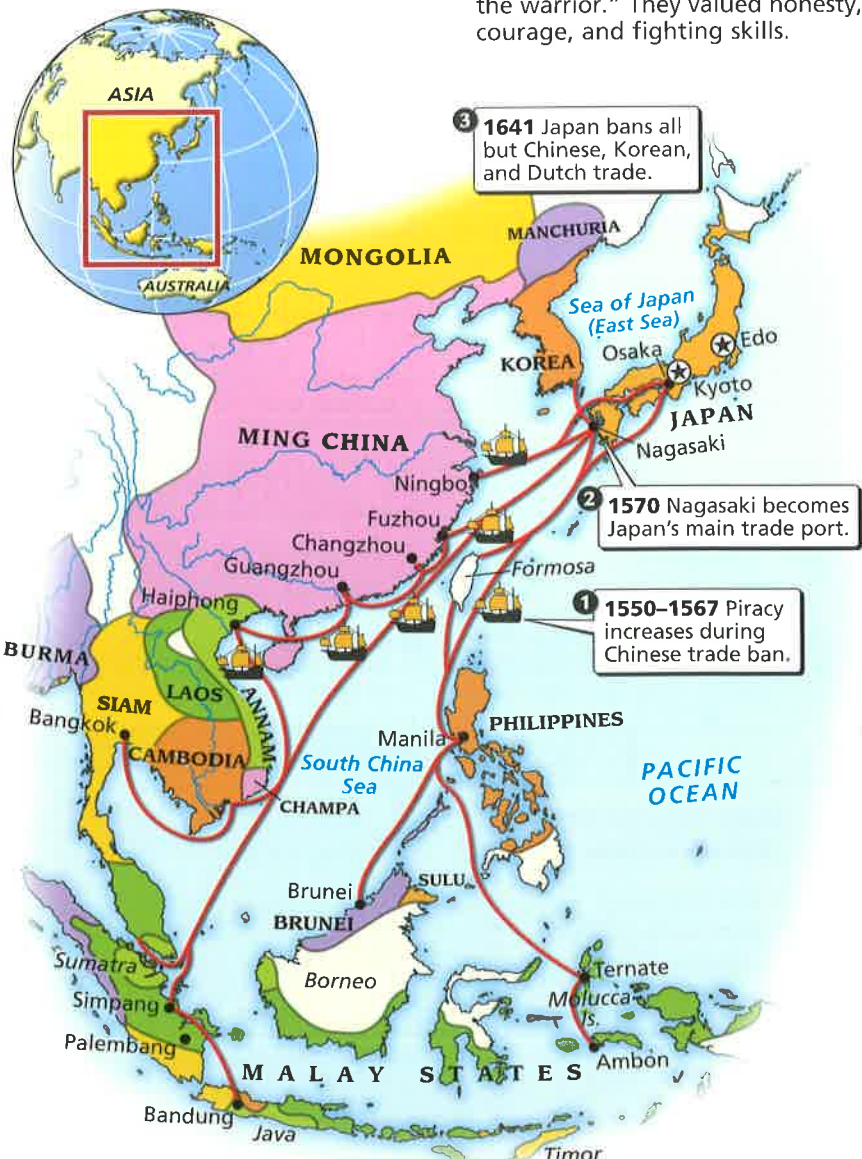 the warrior." They valued honesty,
courage, and fighting skills.
ASIA
AUSTRALIA
3 1641 Japan bans all
but Chinese, Korean,
and Dutch trade.
MONGOLIA
MANCHURIA
Sea of Japan
(East Sea)
KOREA
Osaka
Edo
Kyoto
JAPAN
Nagasaki
MING CHINA
Ningbo
2 1570 Nagasaki becomes
Japan's main trade port.
Fuzhou
Changzhou
Guangzhou
Formosa
Haiphong
1 1550–1567 Piracy
increases during
Chinese trade ban.
BURMA
LAOS
ANNAM
SIAM
Bangkok
CAMBODIA
Manila
PHILIPPINES
South China
Sea
PACIFIC
OCEAN
CHAMPA
Brunei
SULU
BRUNEI
Borneo
Sumatra
Ternate
Molucca
Is.
Simpang
Palembang
Ambon
MALAY STATES
Bandung
Java
Timor